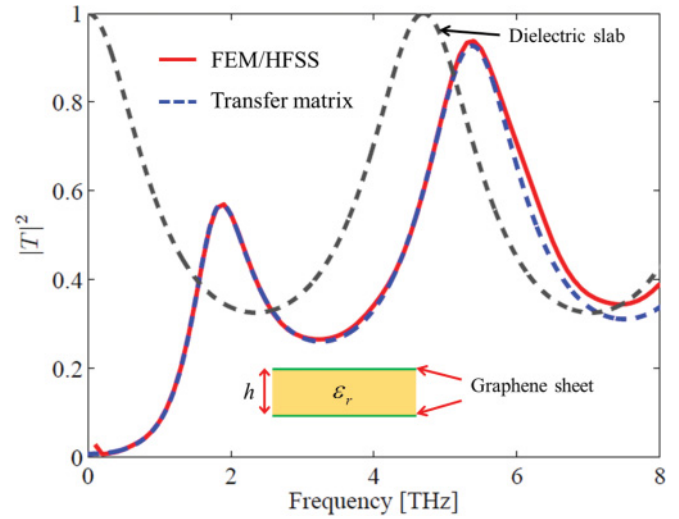 1
0.8
0.6
0.4
0.2
0
|T|²
Dielectric slab
FEM/HFSS
Transfer matrix
h
εᵣ
Graphene sheet
0 2 4 6 8
Frequency [THz]